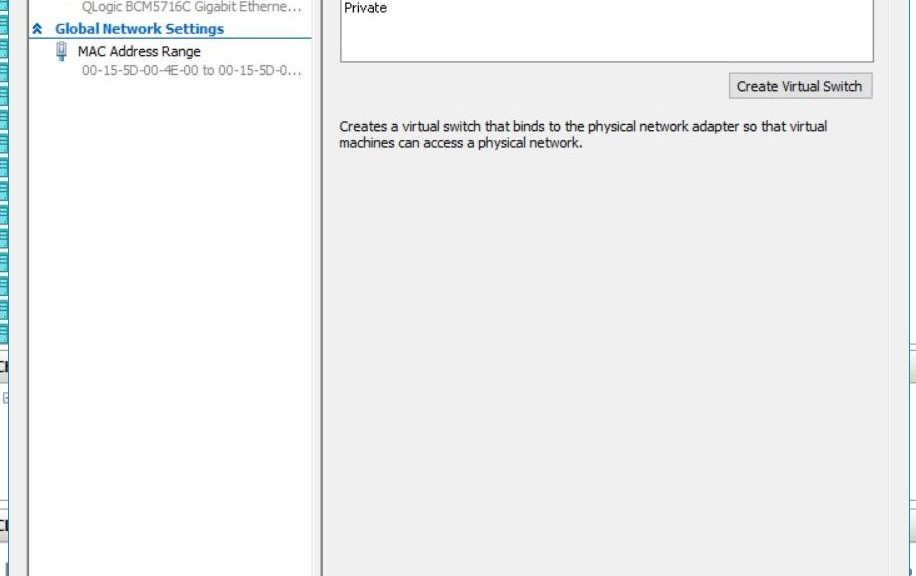 QLogic BCM5716C Gigabit Etherne...
Global Network Settings
MAC Address Range
00-15-5D-00-4E-00 to 00-15-5D-0...
Private
Create Virtual Switch
Creates a virtual switch that binds to the physical network adapter so that virtual
machines can access a physical network.